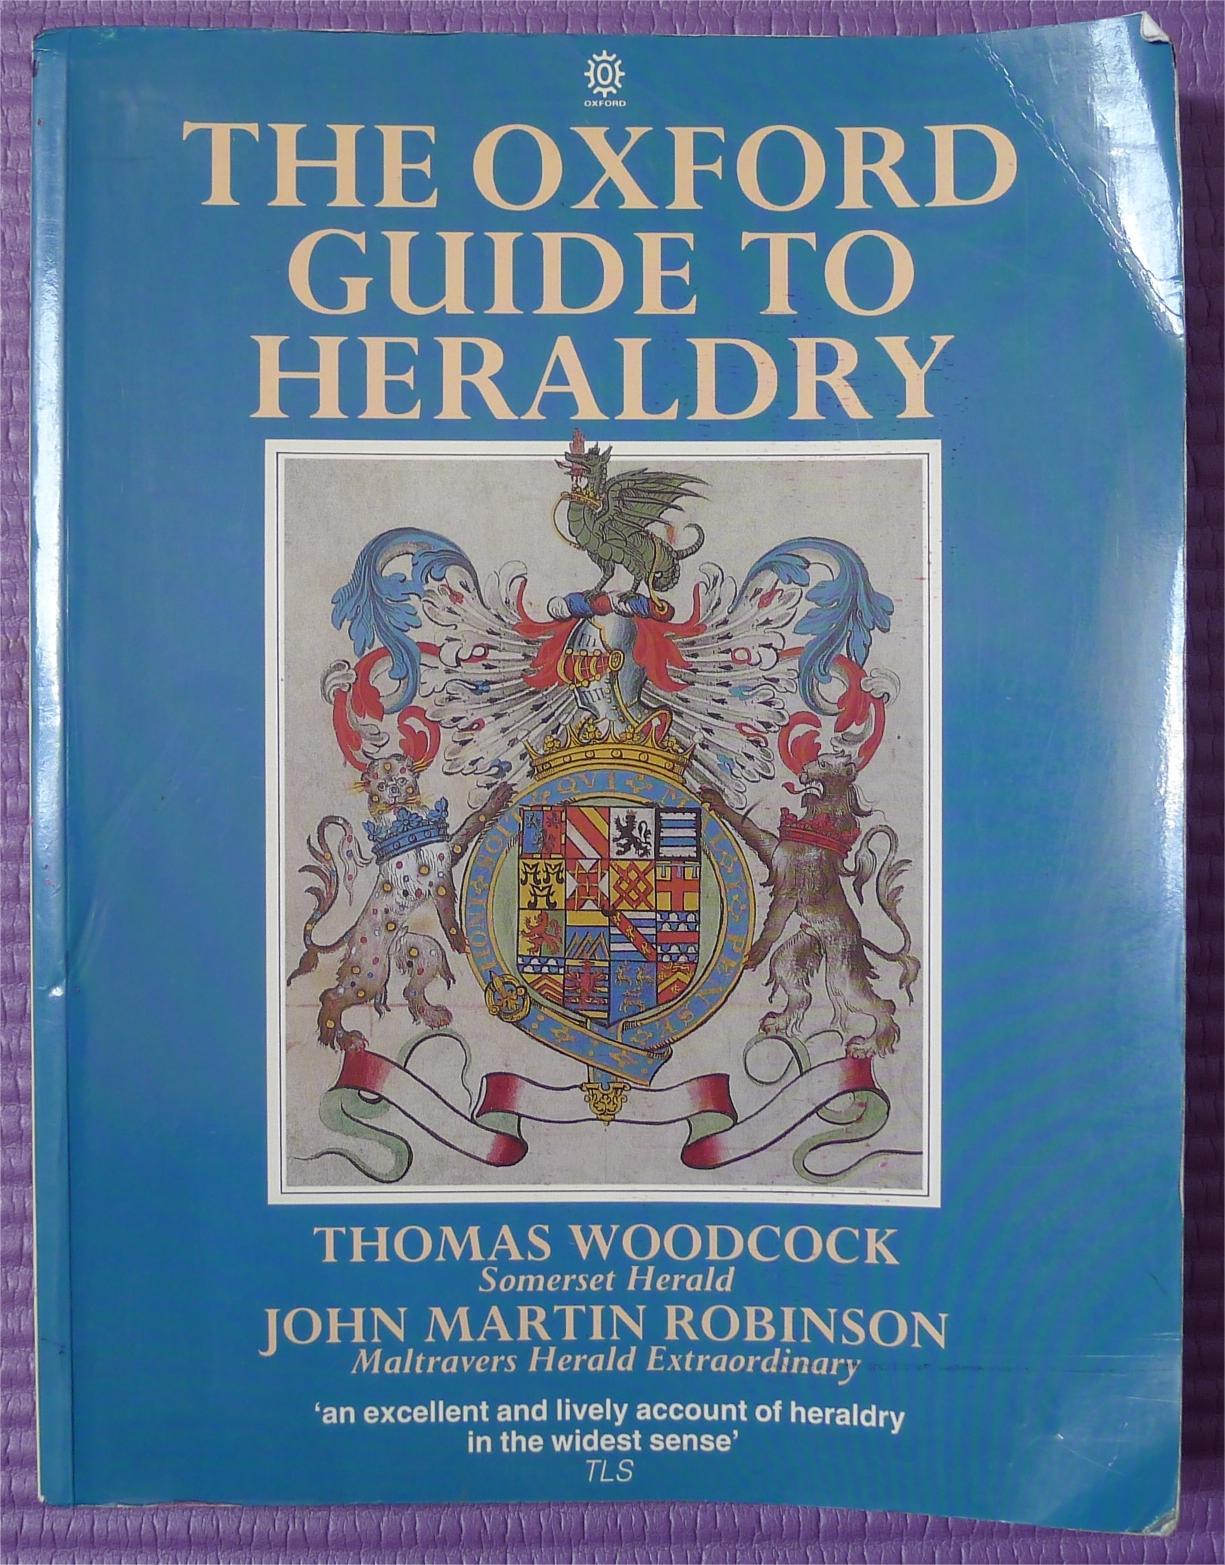 OXFORD
THE OXFORD
GUIDE TO
HERALDRY
THOMAS WOODCOCK
Somerset Herald
JOHN MARTIN ROBINSON
Maltravers Herald Extraordinary
‘an excellent and lively account of heraldry
in the widest sense’
TLS